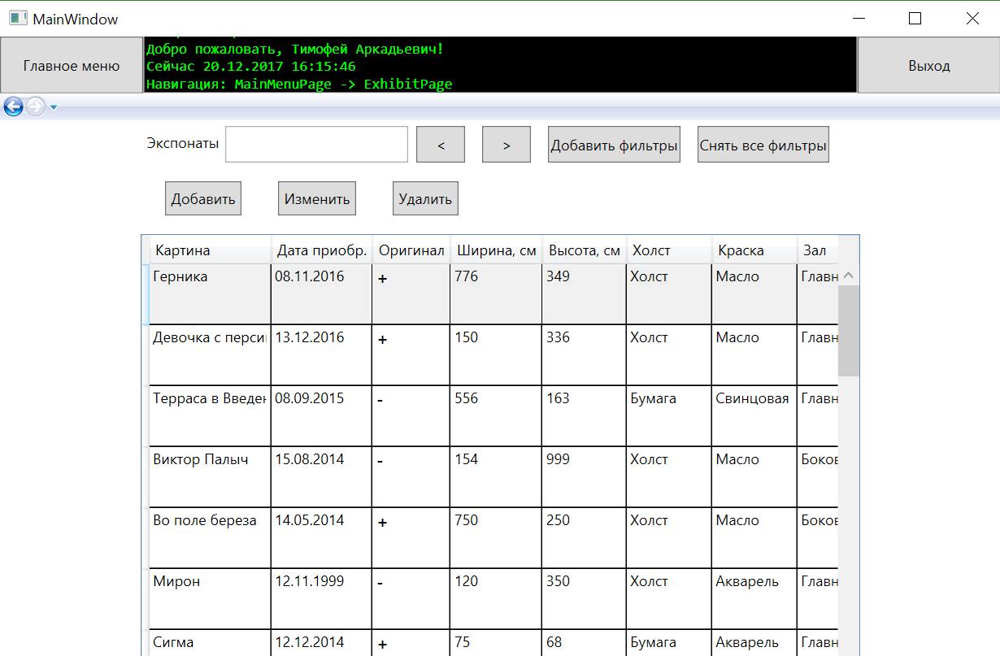 MainWindow
Главное меню
Добро пожаловать, Тимофей Аркадьевич!
Сейчас 20.12.2017 16:15:46
Навигация: MainMenuPage -> ExhibitPage
Выход
Экспонаты < > Добавить фильтры Снять все фильтры
Добавить Изменить Удалить
Картина Дата приобр. Оригинал Ширина, см Высота, см Холст Краска Зал
Герника 08.11.2016 + 776 349 Холст Масло Главн
Девочка с перси 13.12.2016 + 150 336 Холст Масло Главн
Терраса в Введен 08.09.2015 - 556 163 Бумага Свинцовая Главн
Виктор Палыч 15.08.2014 - 154 999 Холст Масло Боков
Во поле береза 14.05.2014 + 750 250 Холст Масло Боков
Мирон 12.11.1999 - 120 350 Холст Акварель Главн
Сигма 12.12.2014 + 75 68 Бумага Акварель Главн